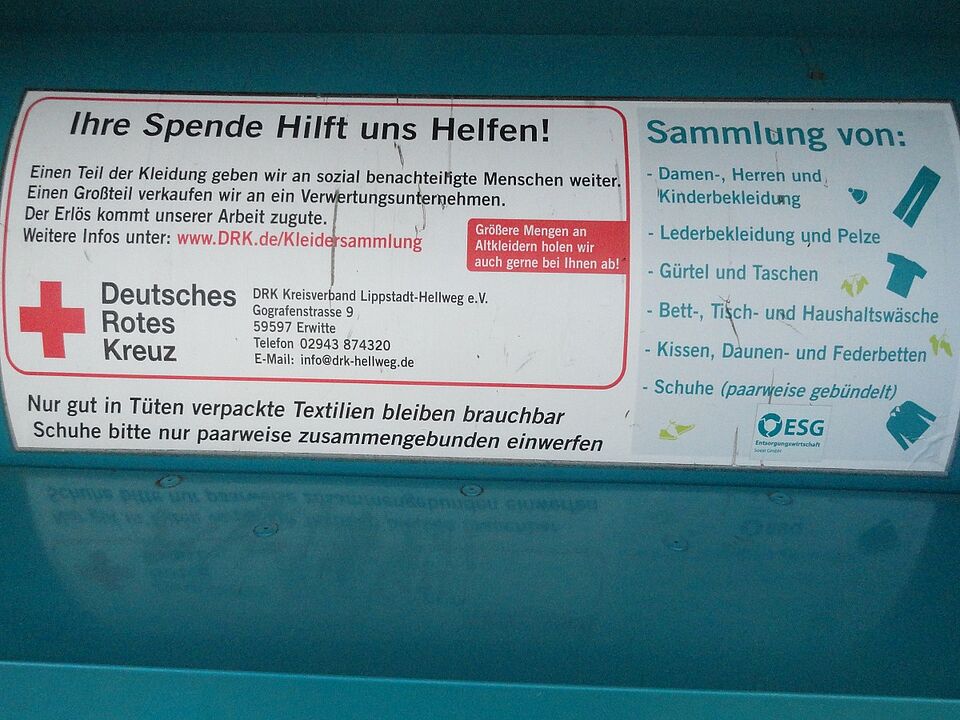 Ihre Spende Hilft uns Helfen!
Einen Teil der Kleidung geben wir an sozial benachteiligte Menschen weiter.
Einen Großteil verkaufen wir an ein Verwertungsunternehmen.
Der Erlös kommt unserer Arbeit zugute.
Weitere Infos unter: www.DRK.de/Kleidersammlung
Größere Mengen an
Altkleidern holen wir
auch gerne bei Ihnen ab!
Deutsches
Rotes
Kreuz
DRK Kreisverband Lippstadt-Hellweg e.V.
Gografenstrasse 9
59597 Erwitte
Telefon 02943 874320
E-Mail: info@drk-hellweg.de
Nur gut in Tüten verpackte Textilien bleiben brauchbar
Schuhe bitte nur paarweise zusammengebunden einwerfen
Sammlung von:
- Damen-, Herren und
Kinderbekleidung
- Lederbekleidung und Pelze
- Gürtel und Taschen
- Bett-, Tisch- und Haushaltswäsche
- Kissen, Daunen- und Federbetten
- Schuhe (paarweise gebündelt)
ESG
Entsorgungswirtschaft
Soest GmbH